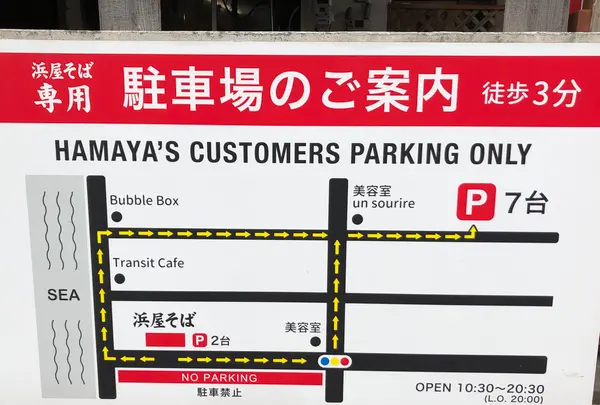 浜屋そば
専用
駐車場のご案内 徒歩3分
HAMAYA'S CUSTOMERS PARKING ONLY
Bubble Box
美容室
un sourire
P 7台
Transit Cafe
SEA
浜屋そば
P 2台
美容室
NO PARKING
駐車禁止
OPEN 10:30～20:30
(L.O. 20:00)